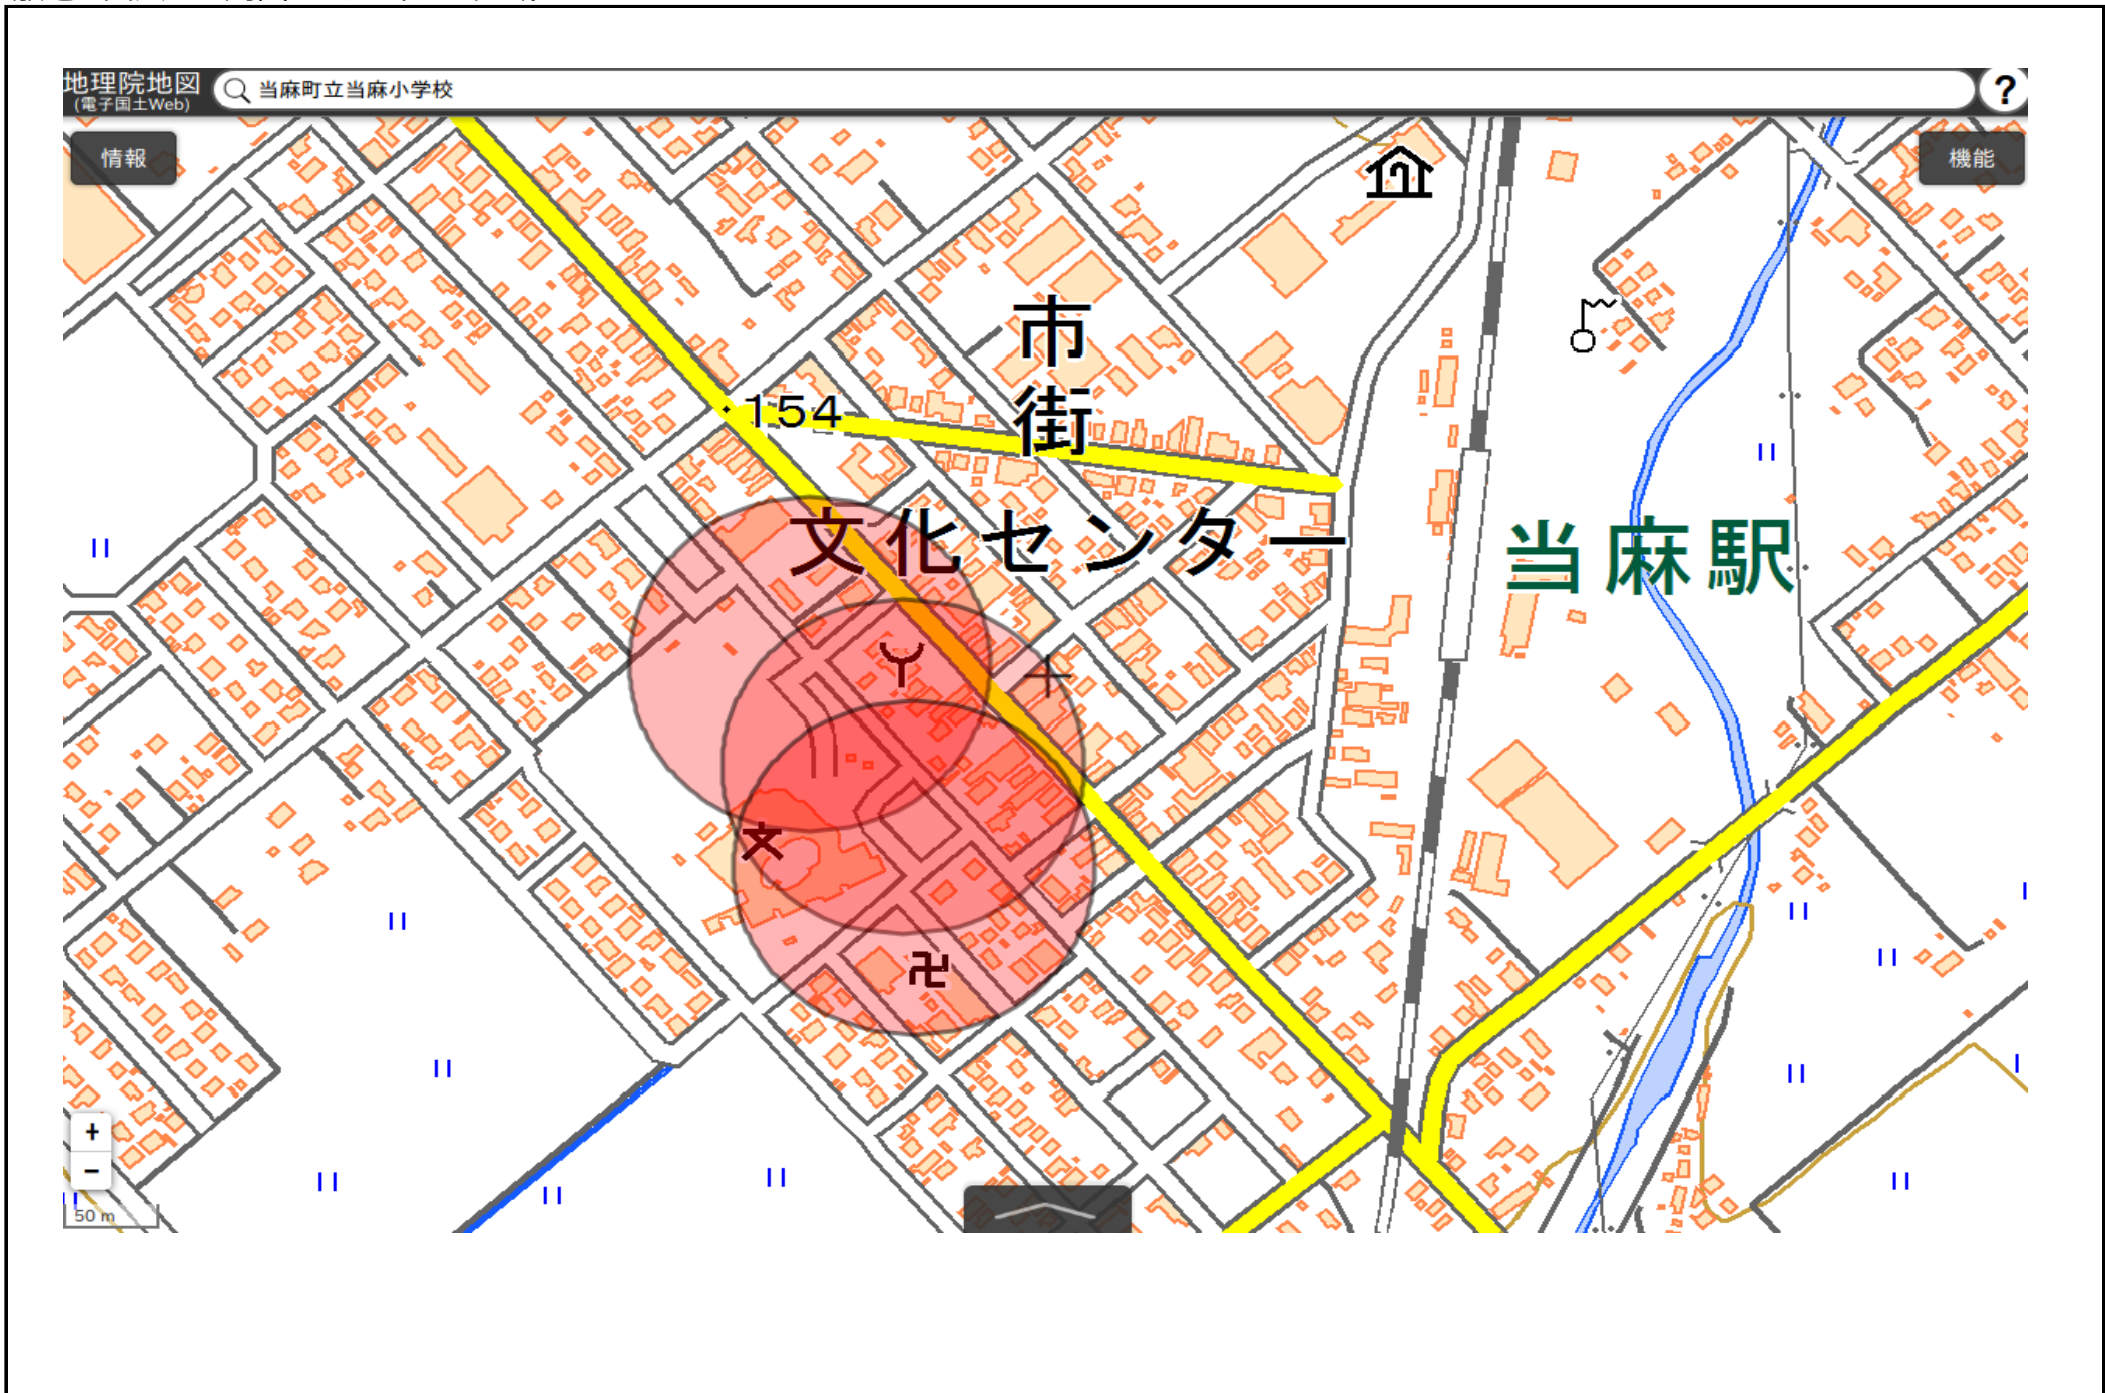 地理院地図
(電子国土Web)
当麻町立当麻小学校
?
情報
機能
市街
154
文化センター
当麻駅
+
−
50 m